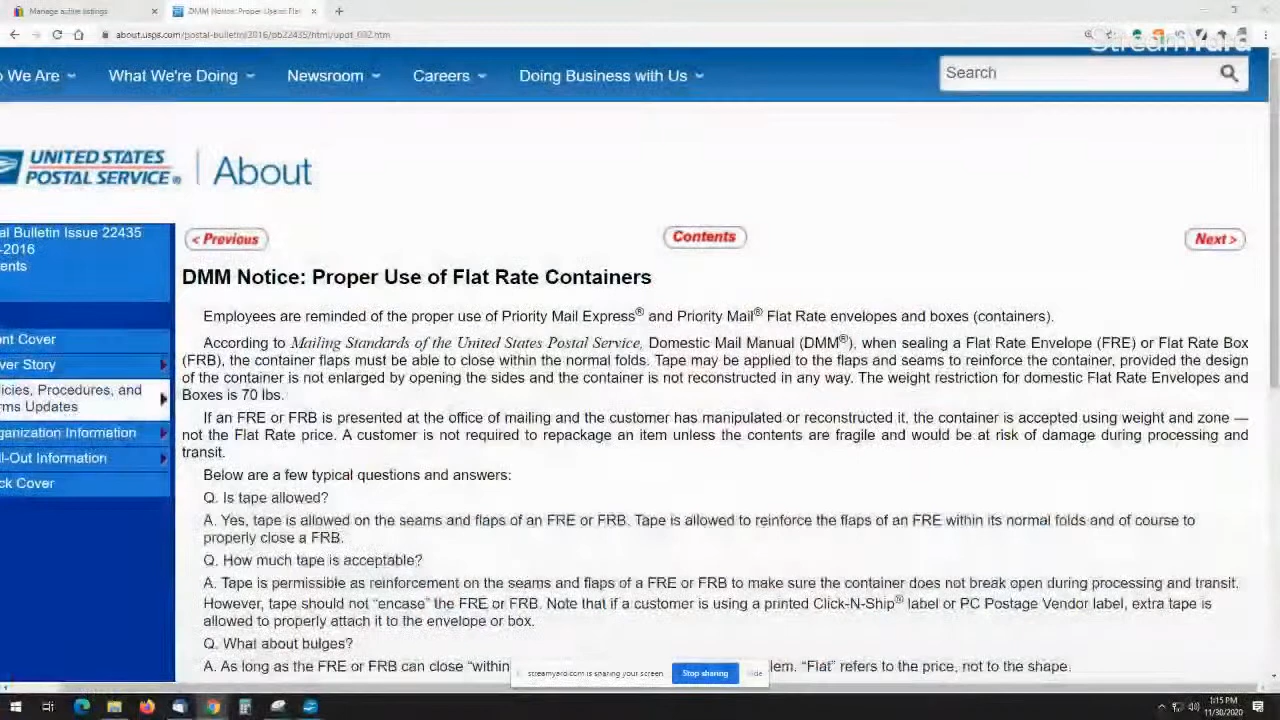 Manage active listings
DMM Notice: Proper Use of Flat
about.usps.com/postal-bulletin/2016/pb22435/html/updt_002.htm
StreamYard
o We Are
What We're Doing
Newsroom
Careers
Doing Business with Us
Search
UNITED STATES
POSTAL SERVICE®
About
al Bulletin Issue 22435
-2016
ents
< Previous
Contents
Next >
ent Cover
ver Story
icies, Procedures, and
rms Updates
ganization Information
ll-Out Information
ck Cover
DMM Notice: Proper Use of Flat Rate Containers
Employees are reminded of the proper use of Priority Mail Express® and Priority Mail® Flat Rate envelopes and boxes (containers).
According to Mailing Standards of the United States Postal Service, Domestic Mail Manual (DMM®), when sealing a Flat Rate Envelope (FRE) or Flat Rate Box
(FRB), the container flaps must be able to close within the normal folds. Tape may be applied to the flaps and seams to reinforce the container, provided the design
of the container is not enlarged by opening the sides and the container is not reconstructed in any way. The weight restriction for domestic Flat Rate Envelopes and
Boxes is 70 lbs.
If an FRE or FRB is presented at the office of mailing and the customer has manipulated or reconstructed it, the container is accepted using weight and zone —
not the Flat Rate price. A customer is not required to repackage an item unless the contents are fragile and would be at risk of damage during processing and
transit.
Below are a few typical questions and answers:
Q. Is tape allowed?
A. Yes, tape is allowed on the seams and flaps of an FRE or FRB. Tape is allowed to reinforce the flaps of an FRE within its normal folds and of course to
properly close a FRB.
Q. How much tape is acceptable?
A. Tape is permissible as reinforcement on the seams and flaps of a FRE or FRB to make sure the container does not break open during processing and transit.
However, tape should not “encase” the FRE or FRB. Note that if a customer is using a printed Click-N-Ship® label or PC Postage Vendor label, extra tape is
allowed to properly attach it to the envelope or box.
Q. What about bulges?
A. As long as the FRE or FRB can close “within lem. “Flat” refers to the price, not to the shape.
streamyard.com is sharing your screen.
Stop sharing
Hide
1:15 PM
11/30/2020